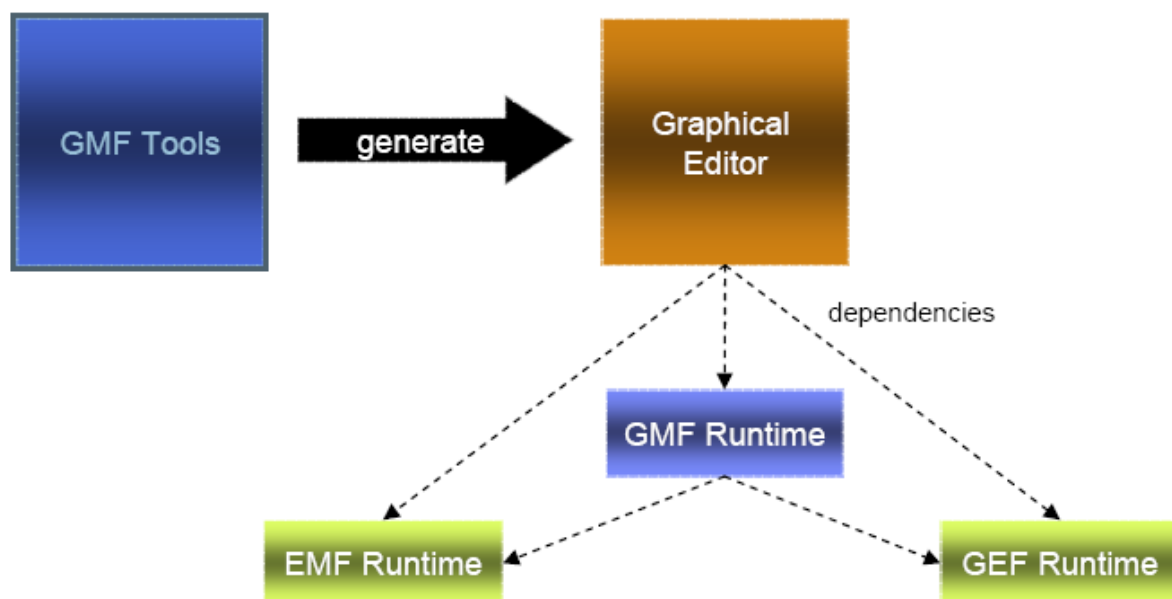 GMF Tools
generate
Graphical
Editor
dependencies
GMF Runtime
EMF Runtime
GEF Runtime